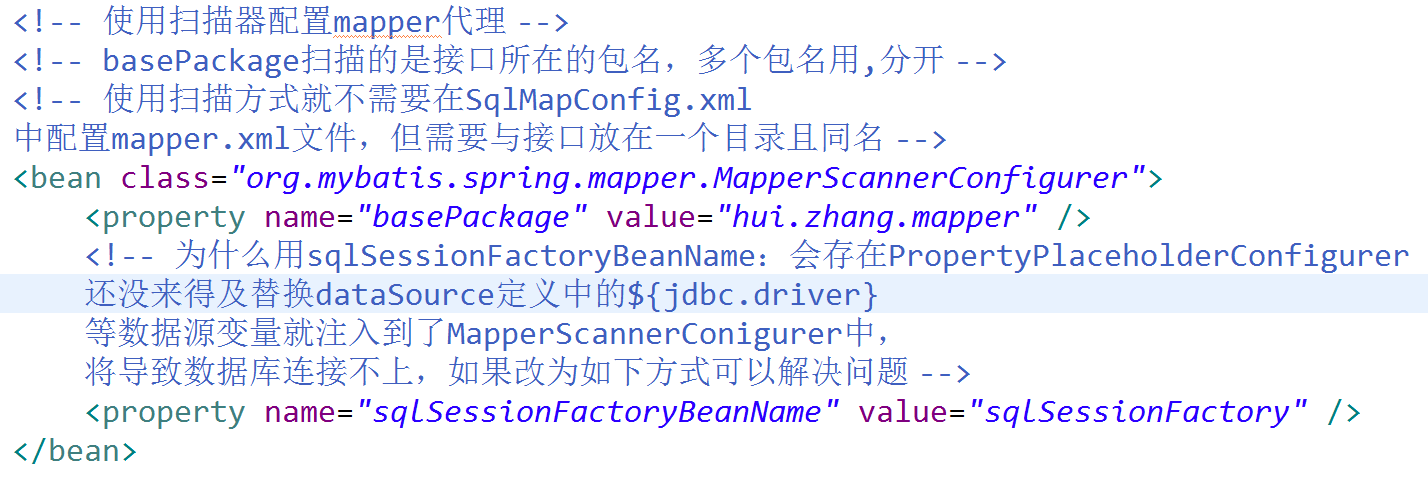 <!-- 使用扫描器配置mapper代理 -->
<!-- basePackage扫描的是接口所在的包名，多个包名用,分开 -->
<!-- 使用扫描方式就不需要在SqlMapConfig.xml
中配置mapper.xml文件，但需要与接口放在一个目录且同名 -->
<bean class="org.mybatis.spring.mapper.MapperScannerConfigurer">
    <property name="basePackage" value="hui.zhang.mapper" />
    <!-- 为什么用sqlSessionFactoryBeanName：会存在PropertyPlaceholderConfigurer
    还没来得及替换dataSource定义中的${jdbc.driver}
    等数据源变量就注入到了MapperScannerConigurer中，
    将导致数据库连接不上，如果改为如下方式可以解决问题 -->
    <property name="sqlSessionFactoryBeanName" value="sqlSessionFactory" />
</bean>